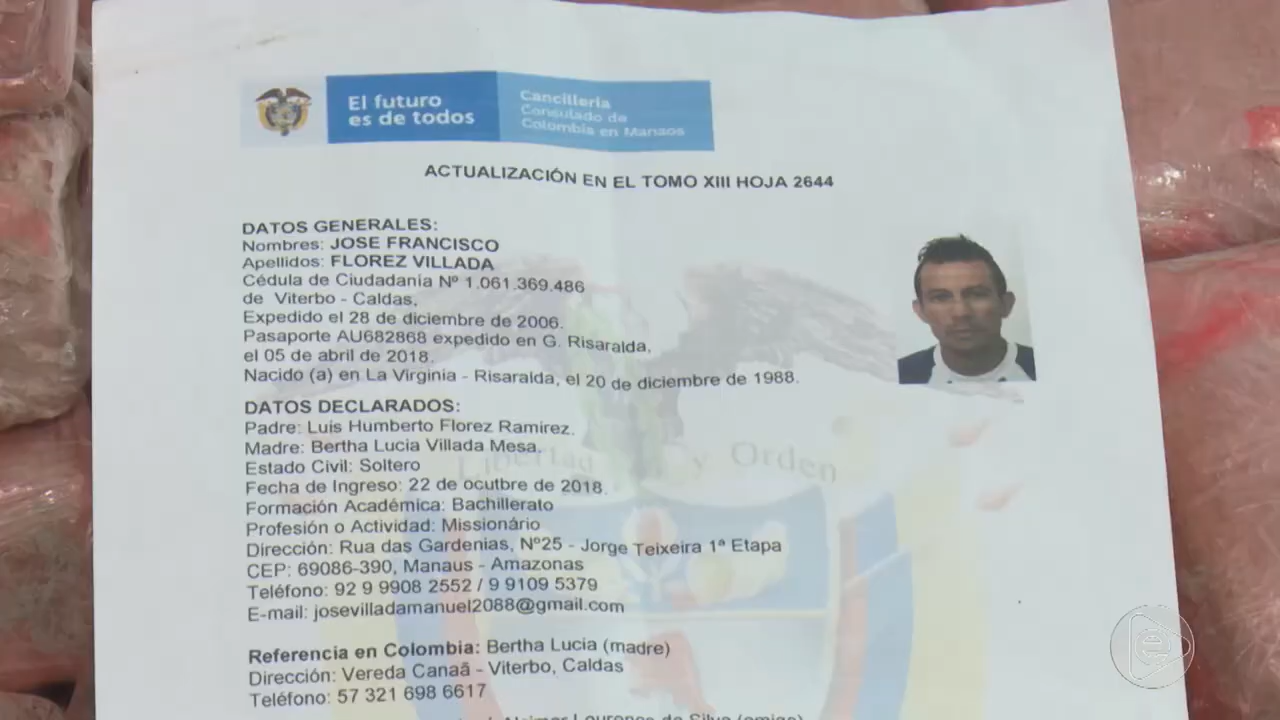 El futuro
es de todos
Cancillería
Consulado de
Colombia en Manaos
ACTUALIZACIÓN EN EL TOMO XIII HOJA 2644
DATOS GENERALES:
Nombres: JOSE FRANCISCO
Apellidos: FLOREZ VILLADA
Cédula de Ciudadanía Nº 1.061.369.486
de Viterbo - Caldas,
Expedido el 28 de diciembre de 2006.
Pasaporte AU682868 expedido en G. Risaralda,
el 05 de abril de 2018.
Nacido (a) en La Virginia - Risaralda, el 20 de diciembre de 1988.
DATOS DECLARADOS:
Padre: Luis Humberto Florez Ramirez.
Madre: Bertha Lucia Villada Mesa.
Estado Civil: Soltero
Libertad y Orden
Fecha de Ingreso: 22 de ocutbre de 2018.
Formación Académica: Bachillerato
Profesión o Actividad: Missionário
Dirección: Rua das Gardenias, Nº25 - Jorge Teixeira 1ª Etapa
CEP: 69086-390, Manaus - Amazonas
Teléfono: 92 9 9908 2552 / 9 9109 5379
E-mail: josevilladamanuel2088@gmail.com
Referencia en Colombia: Bertha Lucia (madre)
Dirección: Vereda Canaã - Viterbo, Caldas
Teléfono: 57 321 698 6617
Lourenço da Silva (amigo)